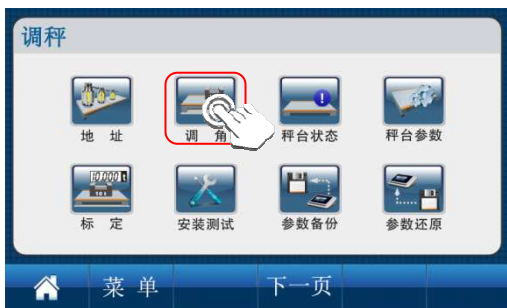 调秤
地 址
调 角
秤台状态
秤台参数
标 定
安装测试
参数备份
参数还原
菜 单
下一页